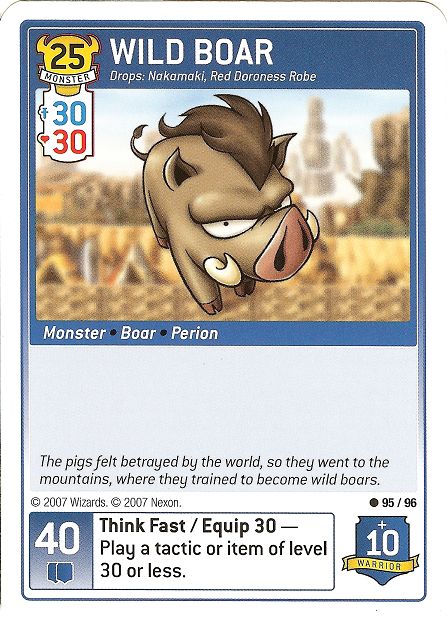 25
MONSTER
WILD BOAR
Drops: Nakamaki, Red Doroness Robe
30
30
Monster • Boar • Perion
The pigs felt betrayed by the world, so they went to the
mountains, where they trained to become wild boars.
© 2007 Wizards. © 2007 Nexon.
● 95 / 96
40
Think Fast / Equip 30 —
Play a tactic or item of level
30 or less.
+
10
WARRIOR